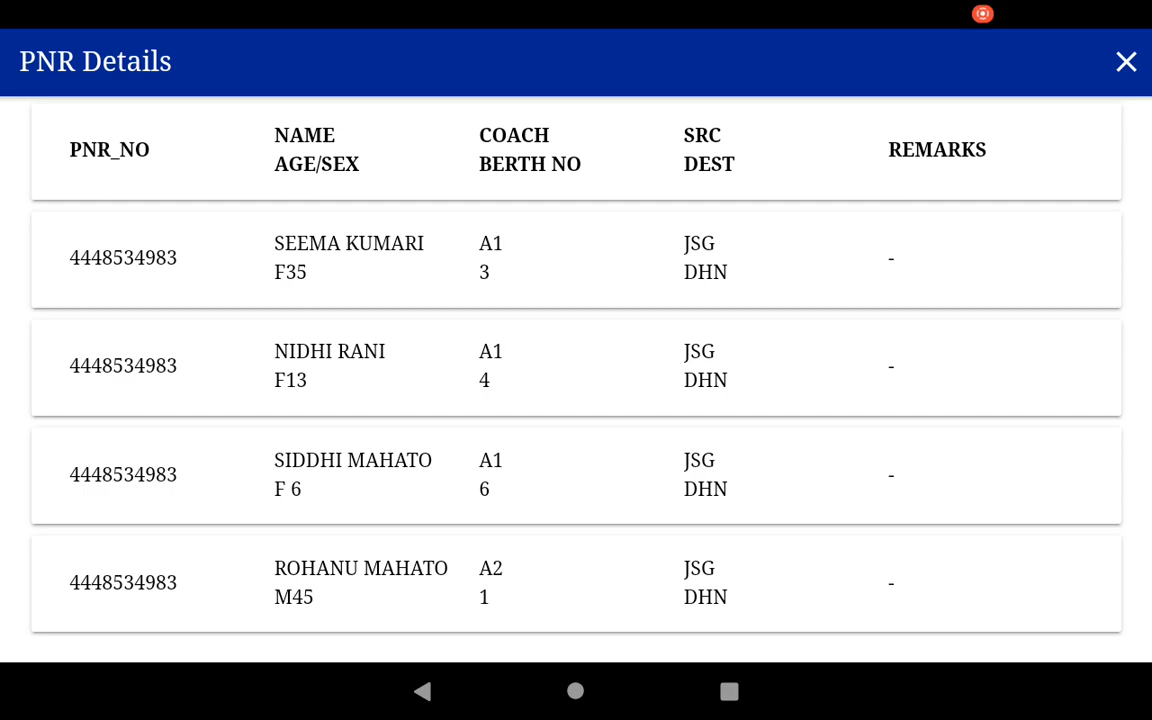 PNR Details
PNR_NO
NAME
AGE/SEX
COACH
BERTH NO
SRC
DEST
REMARKS
4448534983
SEEMA KUMARI
F35
A1
3
JSG
DHN
-
4448534983
NIDHI RANI
F13
A1
4
JSG
DHN
-
4448534983
SIDDHI MAHATO
F 6
A1
6
JSG
DHN
-
4448534983
ROHANU MAHATO
M45
A2
1
JSG
DHN
-